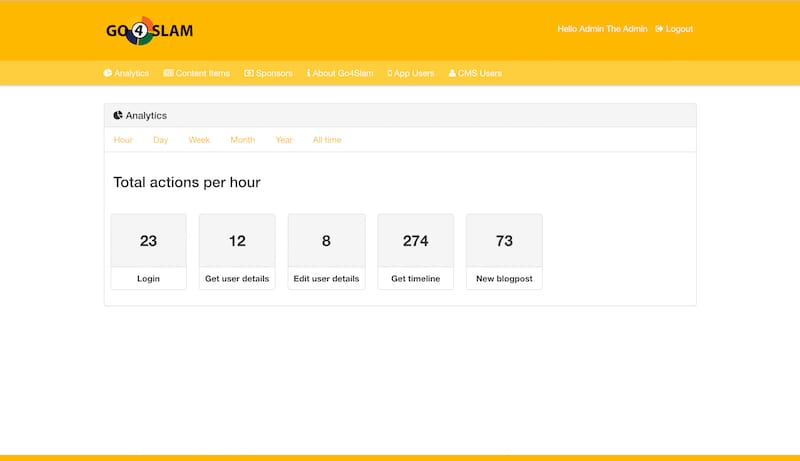 GO4SLAM
Hello Admin The Admin Logout
Analytics Content Items Sponsors About Go4Slam App Users CMS Users
Analytics
Hour Day Week Month Year All time
Total actions per hour
23 12 8 274 73
Login Get user details Edit user details Get timeline New blogpost